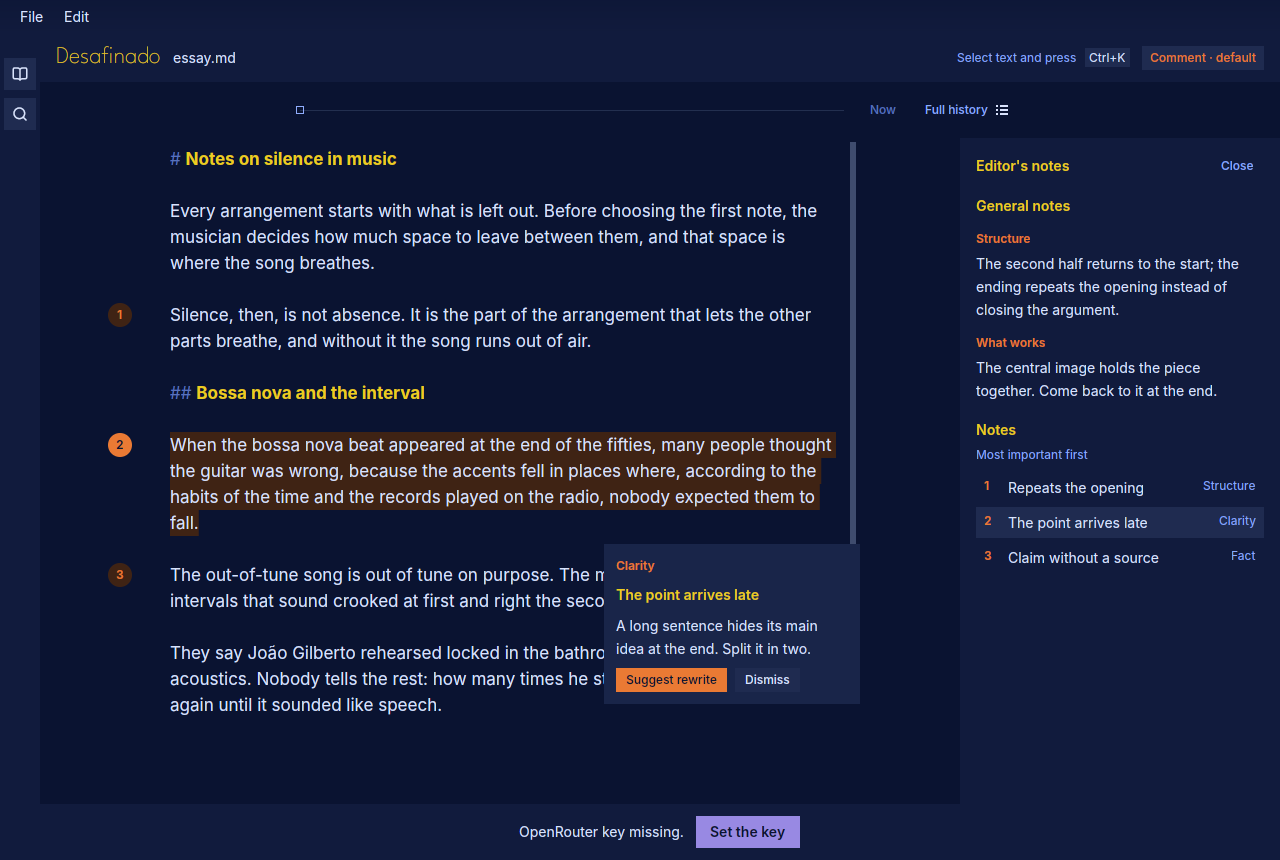 File Edit
Desafinado essay.md Select text and press Ctrl+K Comment · default
Now Full history
# Notes on silence in music
Every arrangement starts with what is left out. Before choosing the first note, the
musician decides how much space to leave between them, and that space is
where the song breathes.
1 Silence, then, is not absence. It is the part of the arrangement that lets the other
parts breathe, and without it the song runs out of air.
## Bossa nova and the interval
2 When the bossa nova beat appeared at the end of the fifties, many people thought
the guitar was wrong, because the accents fell in places where, according to the
habits of the time and the records played on the radio, nobody expected them to
fall.
3 The out-of-tune song is out of tune on purpose. The
intervals that sound crooked at first and right the
They say João Gilberto rehearsed locked in the
acoustics. Nobody tells the rest: how many times he
again until it sounded like speech.
Clarity
The point arrives late
A long sentence hides its main
idea at the end. Split it in two.
Suggest rewrite Dismiss
Editor's notes Close
General notes
Structure
The second half returns to the start; the
ending repeats the opening instead of
closing the argument.
What works
The central image holds the piece
together. Come back to it at the end.
Notes
Most important first
1 Repeats the opening Structure
2 The point arrives late Clarity
3 Claim without a source Fact
OpenRouter key missing. Set the key